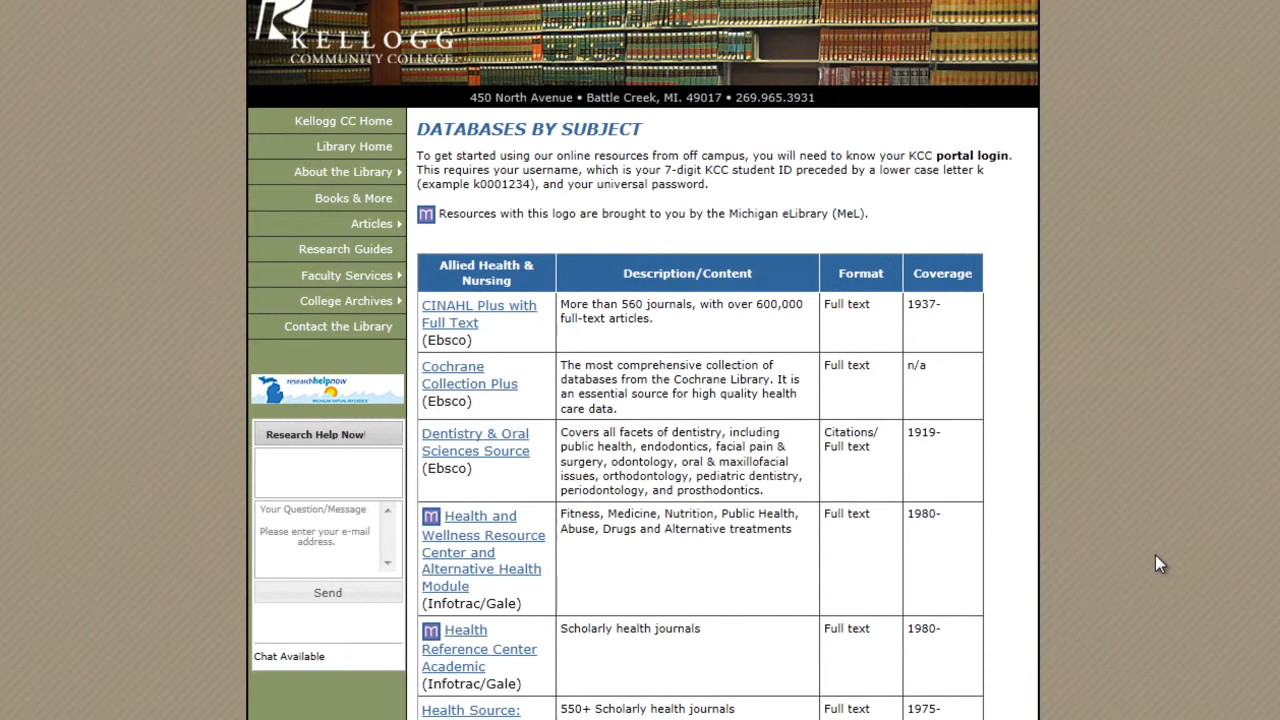 KELLOGG
COMMUNITY COLLEGE
450 North Avenue • Battle Creek, MI. 49017 • 269.965.3931
Kellogg CC Home
Library Home
About the Library
Books & More
Articles
Research Guides
Faculty Services
College Archives
Contact the Library
researchhelpnow
MICHIGAN VIRTUAL REFERENCE
Research Help Now!
Your Question/Message
Please enter your e-mail
address.
Send
Chat Available
DATABASES BY SUBJECT
To get started using our online resources from off campus, you will need to know your KCC portal login.
This requires your username, which is your 7-digit KCC student ID preceded by a lower case letter k
(example k0001234), and your universal password.
m Resources with this logo are brought to you by the Michigan eLibrary (MeL).
Allied Health &
Nursing
Description/Content
Format
Coverage
CINAHL Plus with
Full Text
(Ebsco)
More than 560 journals, with over 600,000
full-text articles.
Full text
1937-
Cochrane
Collection Plus
(Ebsco)
The most comprehensive collection of
databases from the Cochrane Library. It is
an essential source for high quality health
care data.
Full text
n/a
Dentistry & Oral
Sciences Source
(Ebsco)
Covers all facets of dentistry, including
public health, endodontics, facial pain &
surgery, odontology, oral & maxillofacial
issues, orthodontology, pediatric dentistry,
periodontology, and prosthodontics.
Citations/
Full text
1919-
m Health and
Wellness Resource
Center and
Alternative Health
Module
(Infotrac/Gale)
Fitness, Medicine, Nutrition, Public Health,
Abuse, Drugs and Alternative treatments
Full text
1980-
m Health
Reference Center
Academic
(Infotrac/Gale)
Scholarly health journals
Full text
1980-
Health Source:
550+ Scholarly health journals
Full text
1975-